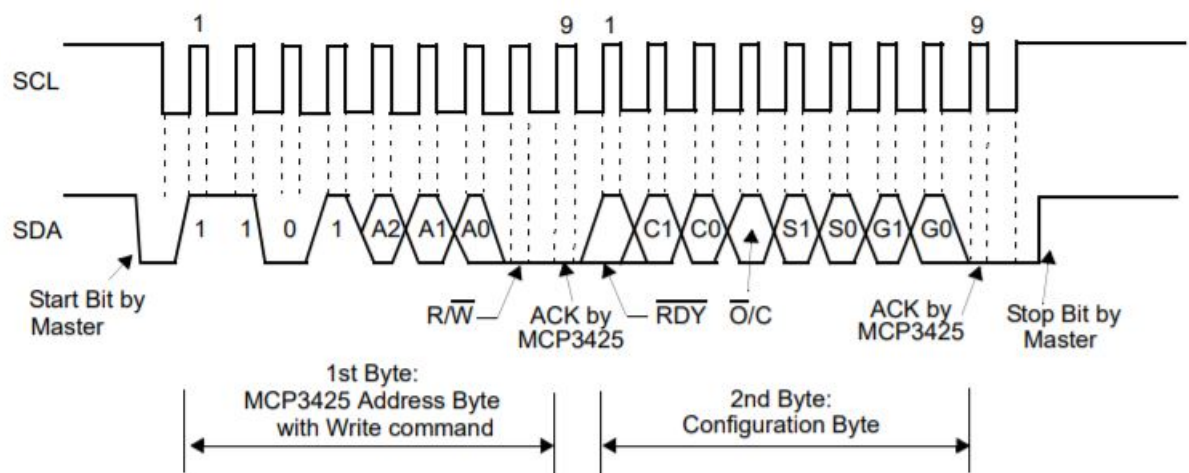 1 9 1 9
SCL
SDA 1 1 0 1 A2 A1 A0 C1 C0 S1 S0 G1 G0
Start Bit by
Master
R/W̅
ACK by
MCP3425
R̅D̅Y̅
O̅/C
ACK by
MCP3425
Stop Bit by
Master
1st Byte:
MCP3425 Address Byte
with Write command
2nd Byte:
Configuration Byte